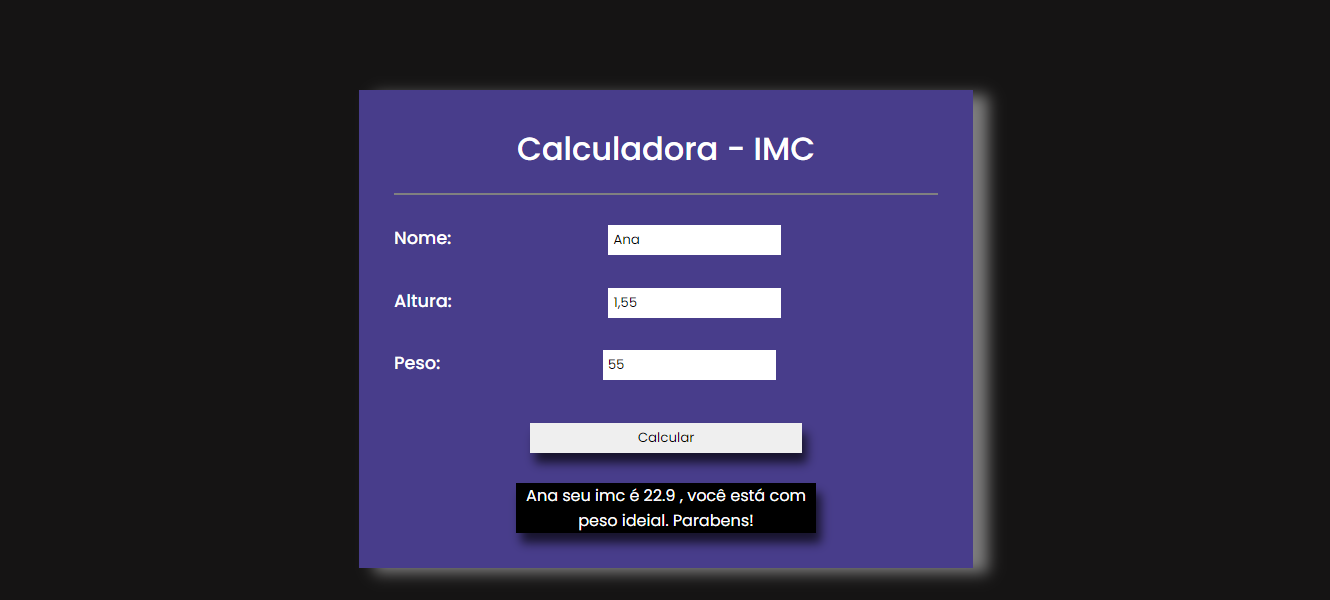 Calculadora - IMC
Nome: Ana
Altura: 1,55
Peso: 55
Calcular
Ana seu imc é 22.9 , você está com
peso ideial. Parabens!